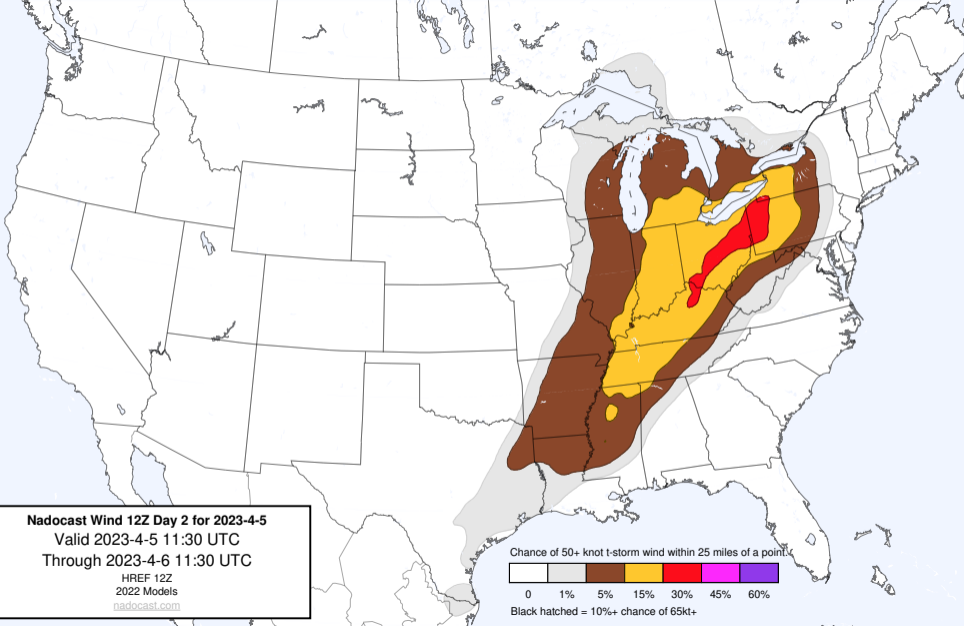 Nadocast Wind 12Z Day 2 for 2023-4-5
Valid 2023-4-5 11:30 UTC
Through 2023-4-6 11:30 UTC
HREF 12Z
2022 Models
nadocast.com
Chance of 50+ knot t-storm wind within 25 miles of a point.
0 1% 5% 15% 30% 45% 60%
Black hatched = 10%+ chance of 65kt+